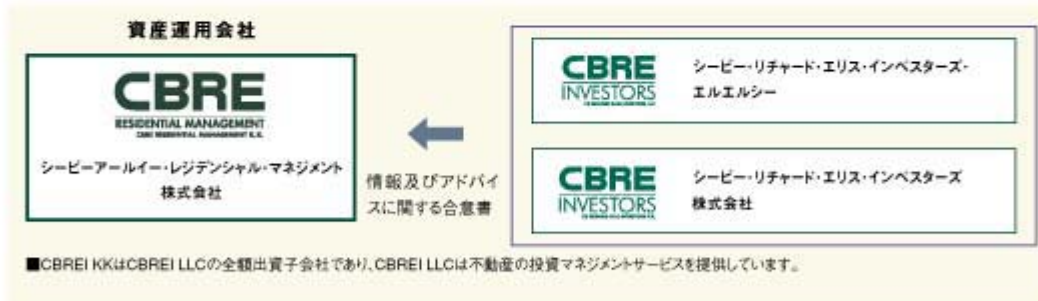 資産運用会社
CBRE
RESIDENTIAL MANAGEMENT
CBRE RESIDENTIAL MANAGEMENT K.K.
シービーアールイー・レジデンシャル・マネジメント
株式会社
情報及びアドバイ
スに関する合意書
CBRE
INVESTORS
シービー・リチャード・エリス・インベスターズ・
エルエルシー
CBRE
INVESTORS
シービー・リチャード・エリス・インベスターズ
株式会社
■CBREI KKはCBREI LLCの全額出資子会社であり、CBREI LLCは不動産の投資マネジメントサービスを提供しています。